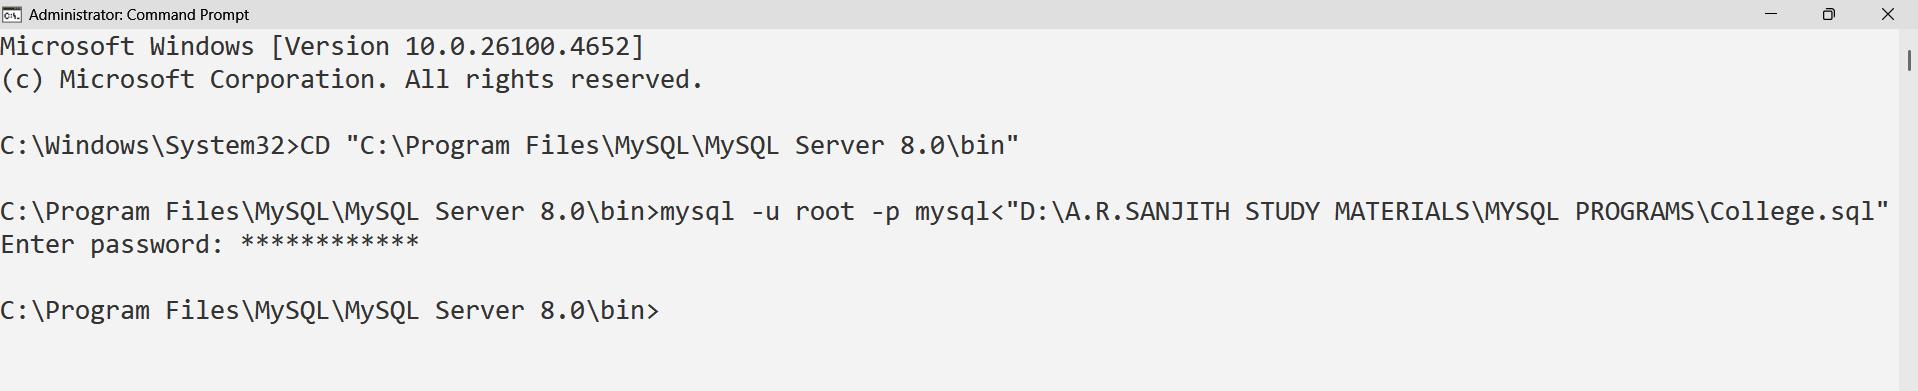 Administrator: Command Prompt
Microsoft Windows [Version 10.0.26100.4652]
(c) Microsoft Corporation. All rights reserved.
C:\Windows\System32>CD "C:\Program Files\MySQL\MySQL Server 8.0\bin"
C:\Program Files\MySQL\MySQL Server 8.0\bin>mysql -u root -p mysql<"D:\A.R.SANJITH STUDY MATERIALS\MYSQL PROGRAMS\College.sql"
Enter password: ************
C:\Program Files\MySQL\MySQL Server 8.0\bin>